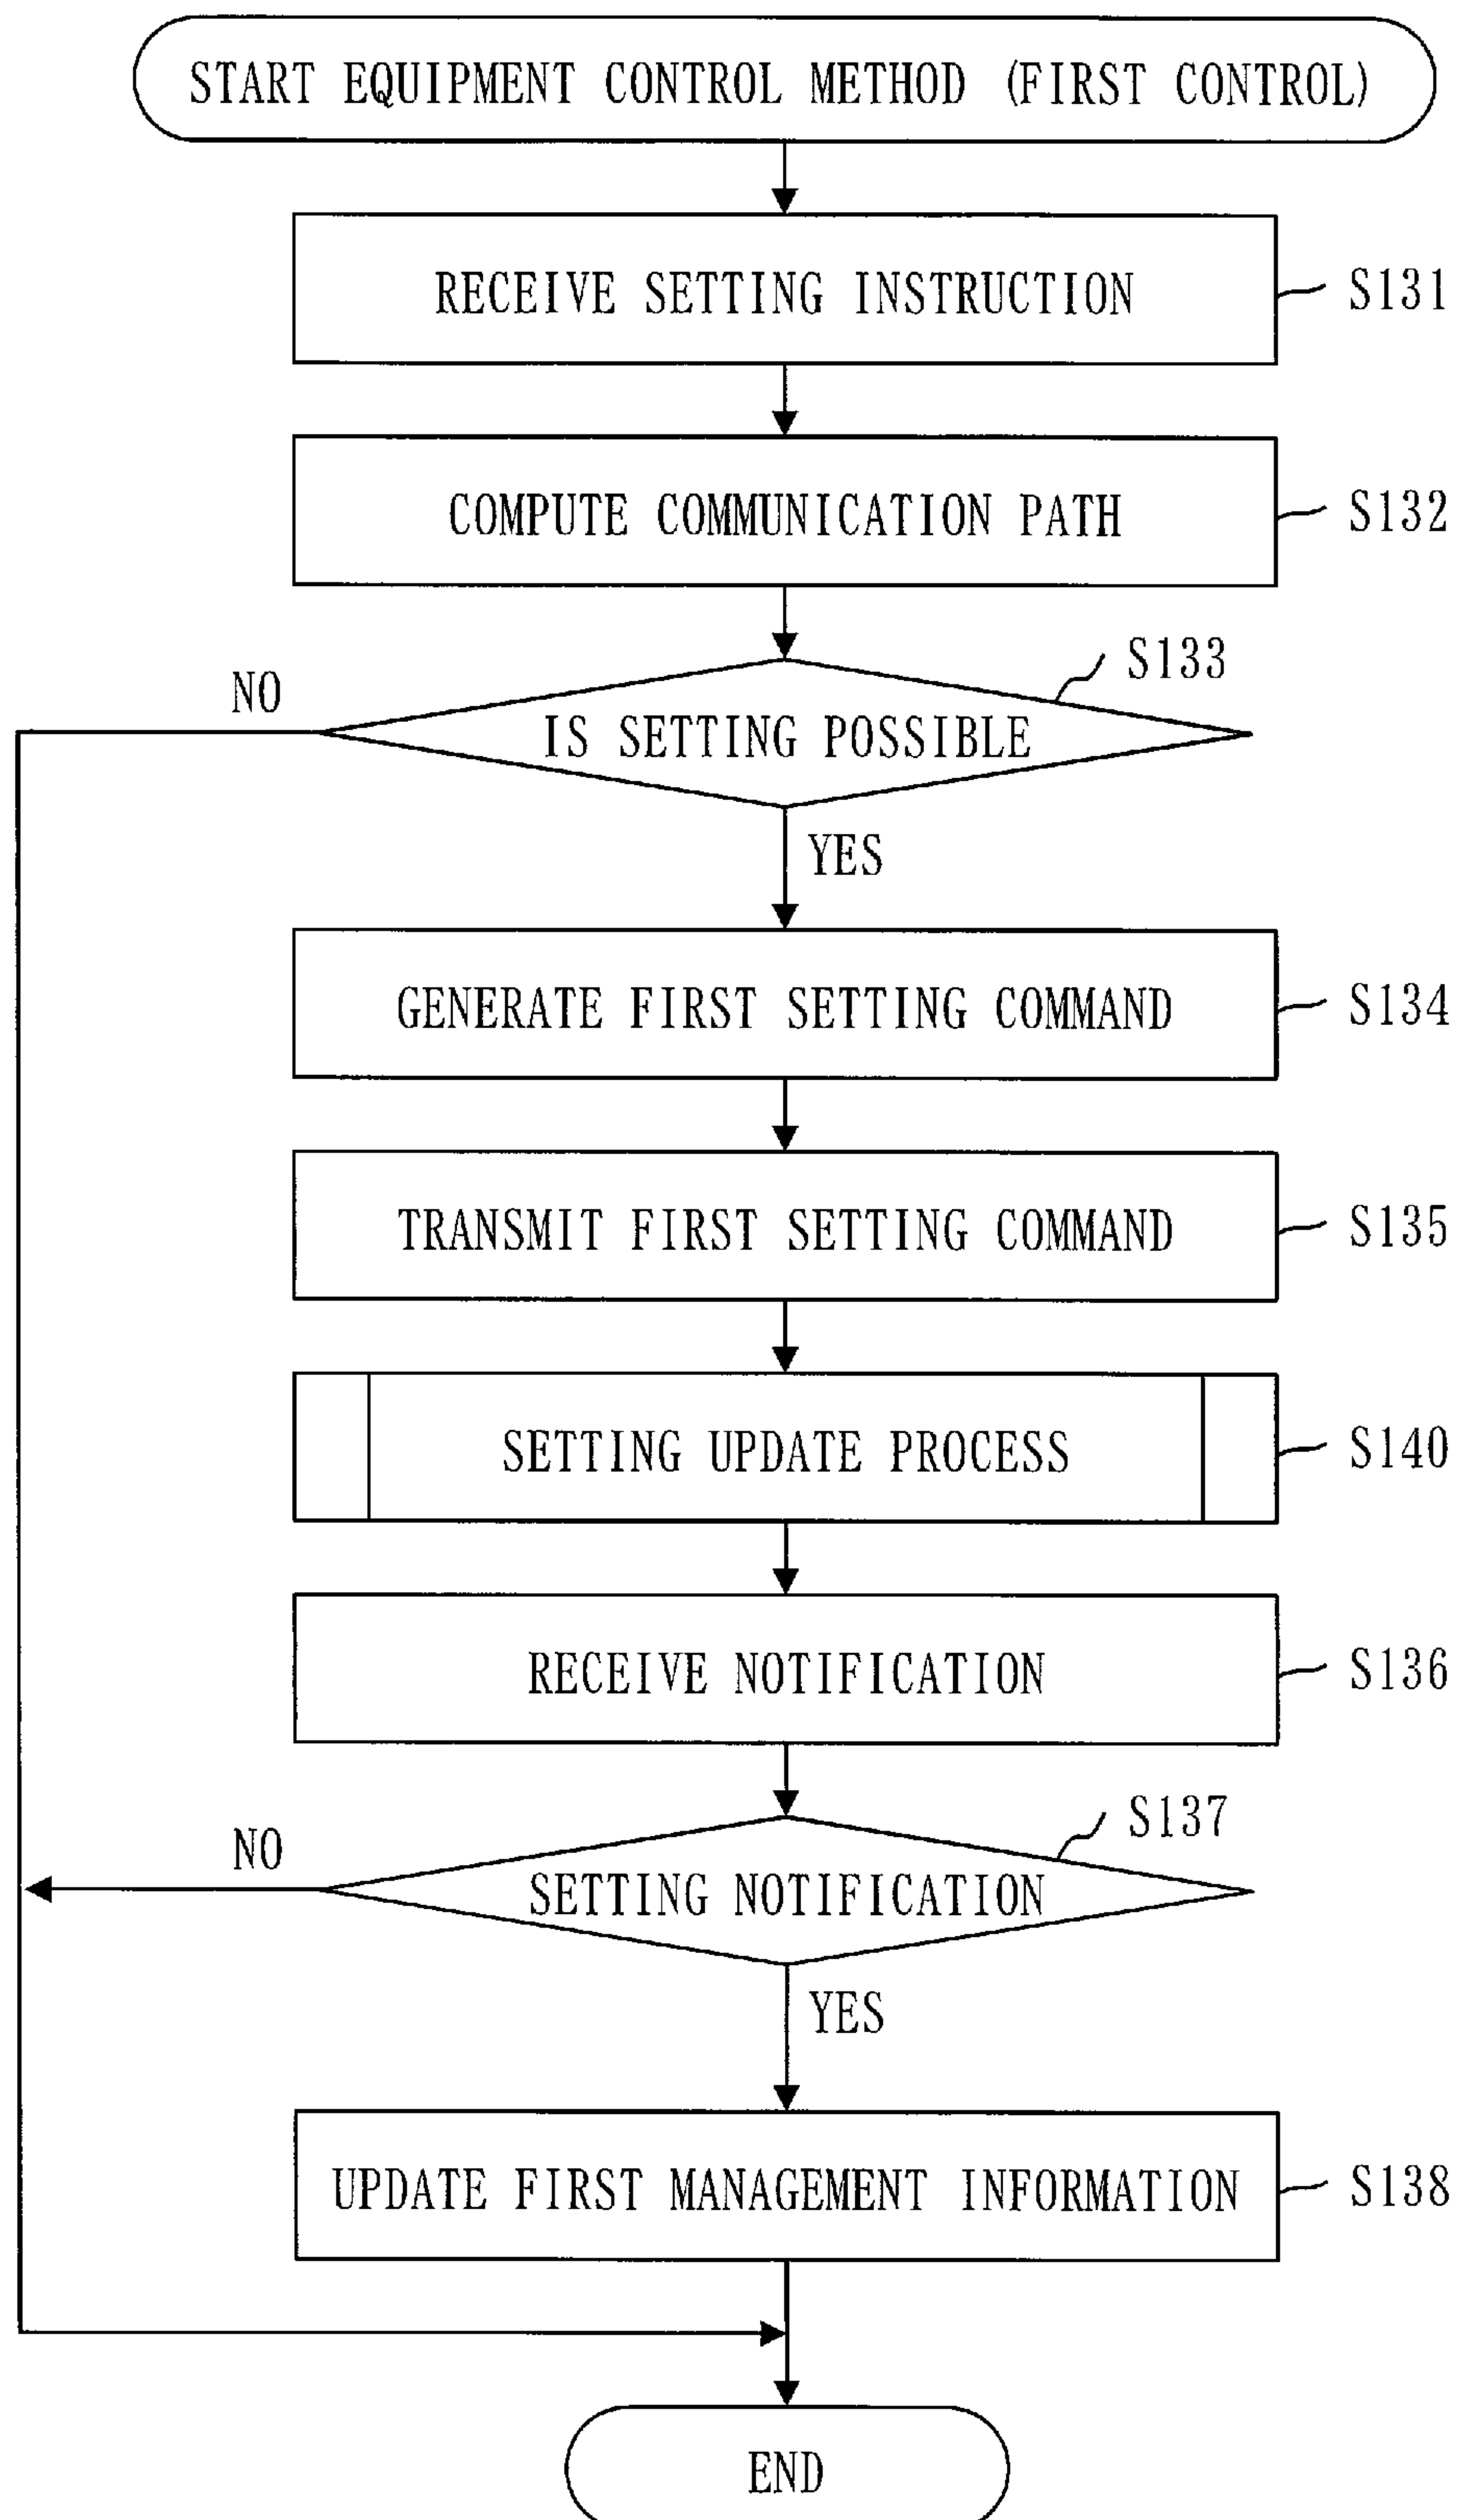 START EQUIPMENT CONTROL METHOD (FIRST CONTROL)
RECEIVE SETTING INSTRUCTION
S131
COMPUTE COMMUNICATION PATH
S132
S133
NO
IS SETTING POSSIBLE
YES
GENERATE FIRST SETTING COMMAND
S134
TRANSMIT FIRST SETTING COMMAND
S135
SETTING UPDATE PROCESS
S140
RECEIVE NOTIFICATION
S136
S137
NO
SETTING NOTIFICATION
YES
UPDATE FIRST MANAGEMENT INFORMATION
S138
END